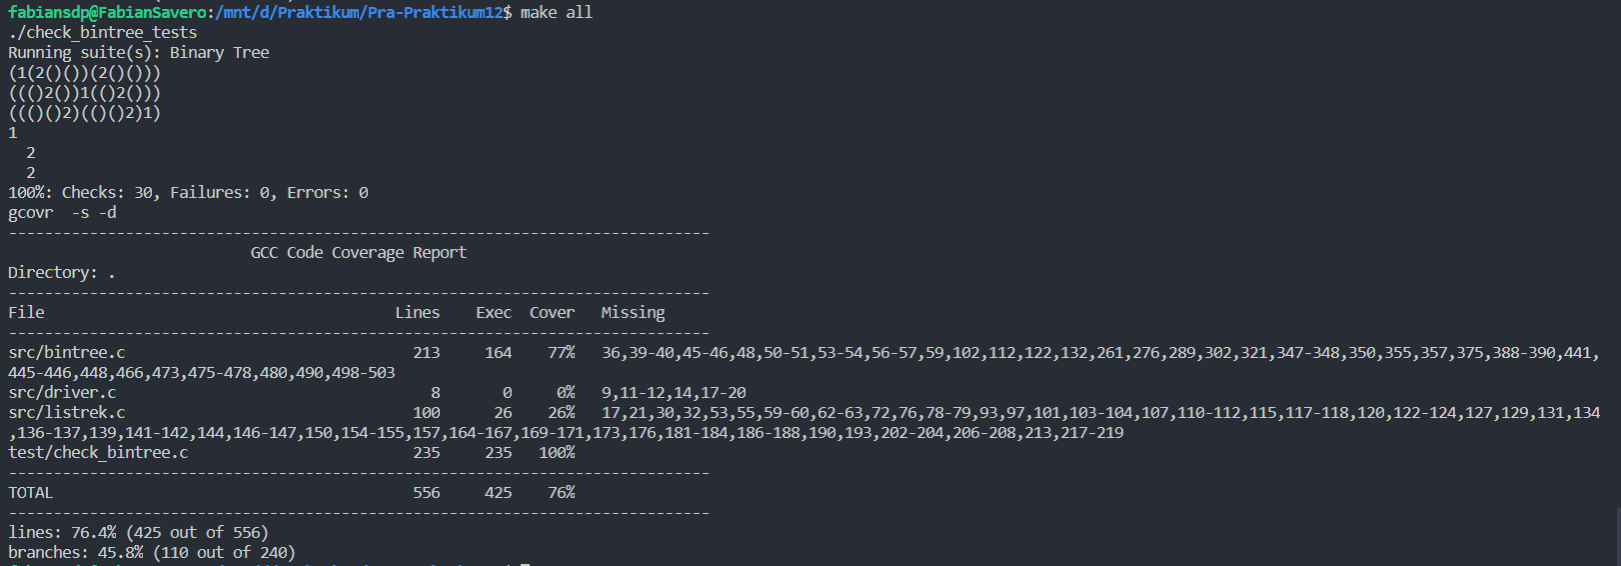 fabiansdp@FabianSavero:/mnt/d/Praktikum/Pra-Praktikum12$ make all
./check_bintree_tests
Running suite(s): Binary Tree
(1(2()())(2()()))
((()2())1(()2()))
((()()2)(()()2)1)
1
  2
  2
100%: Checks: 30, Failures: 0, Errors: 0
gcovr  -s -d
------------------------------------------------------------------------------
                           GCC Code Coverage Report
Directory: .
------------------------------------------------------------------------------
File                                       Lines    Exec  Cover   Missing
------------------------------------------------------------------------------
src/bintree.c                                213     164    77%   36,39-40,45-46,48,50-51,53-54,56-57,59,102,112,122,132,261,276,289,302,321,347-348,350,355,357,375,388-390,441,
445-446,448,466,473,475-478,480,490,498-503
src/driver.c                                   8       0     0%   9,11-12,14,17-20
src/listrek.c                                100      26    26%   17,21,30,32,53,55,59-60,62-63,72,76,78-79,93,97,101,103-104,107,110-112,115,117-118,120,122-124,127,129,131,134
,136-137,139,141-142,144,146-147,150,154-155,157,164-167,169-171,173,176,181-184,186-188,190,193,202-204,206-208,213,217-219
test/check_bintree.c                         235     235   100%
------------------------------------------------------------------------------
TOTAL                                        556     425    76%
------------------------------------------------------------------------------
lines: 76.4% (425 out of 556)
branches: 45.8% (110 out of 240)